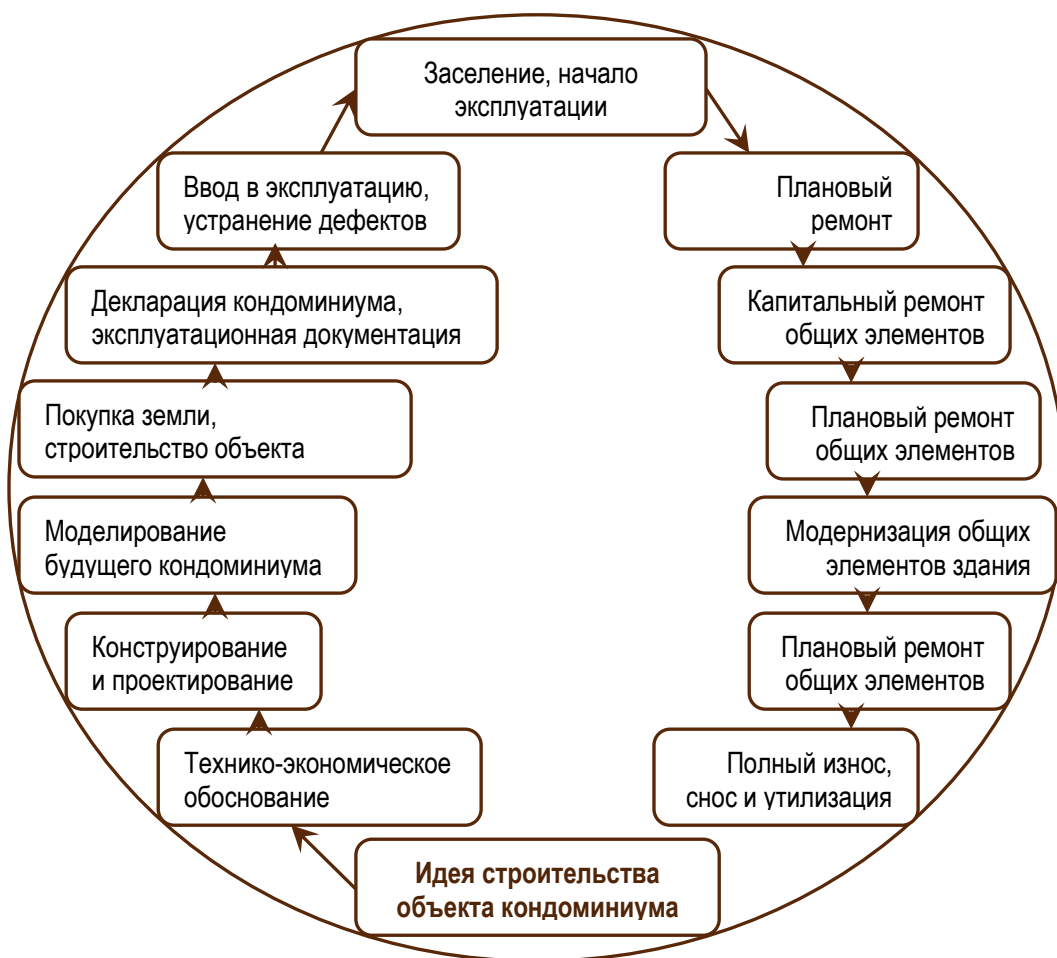 Заселение, начало
эксплуатации
Ввод в эксплуатацию,
устранение дефектов
Плановый
ремонт
Декларация кондоминиума,
эксплуатационная документация
Капитальный ремонт
общих элементов
Покупка земли,
строительство объекта
Плановый ремонт
общих элементов
Моделирование
будущего кондоминиума
Модернизация общих
элементов здания
Конструирование
и проектирование
Плановый ремонт
общих элементов
Технико-экономическое
обоснование
Полный износ,
снос и утилизация
Идея строительства
объекта кондоминиума